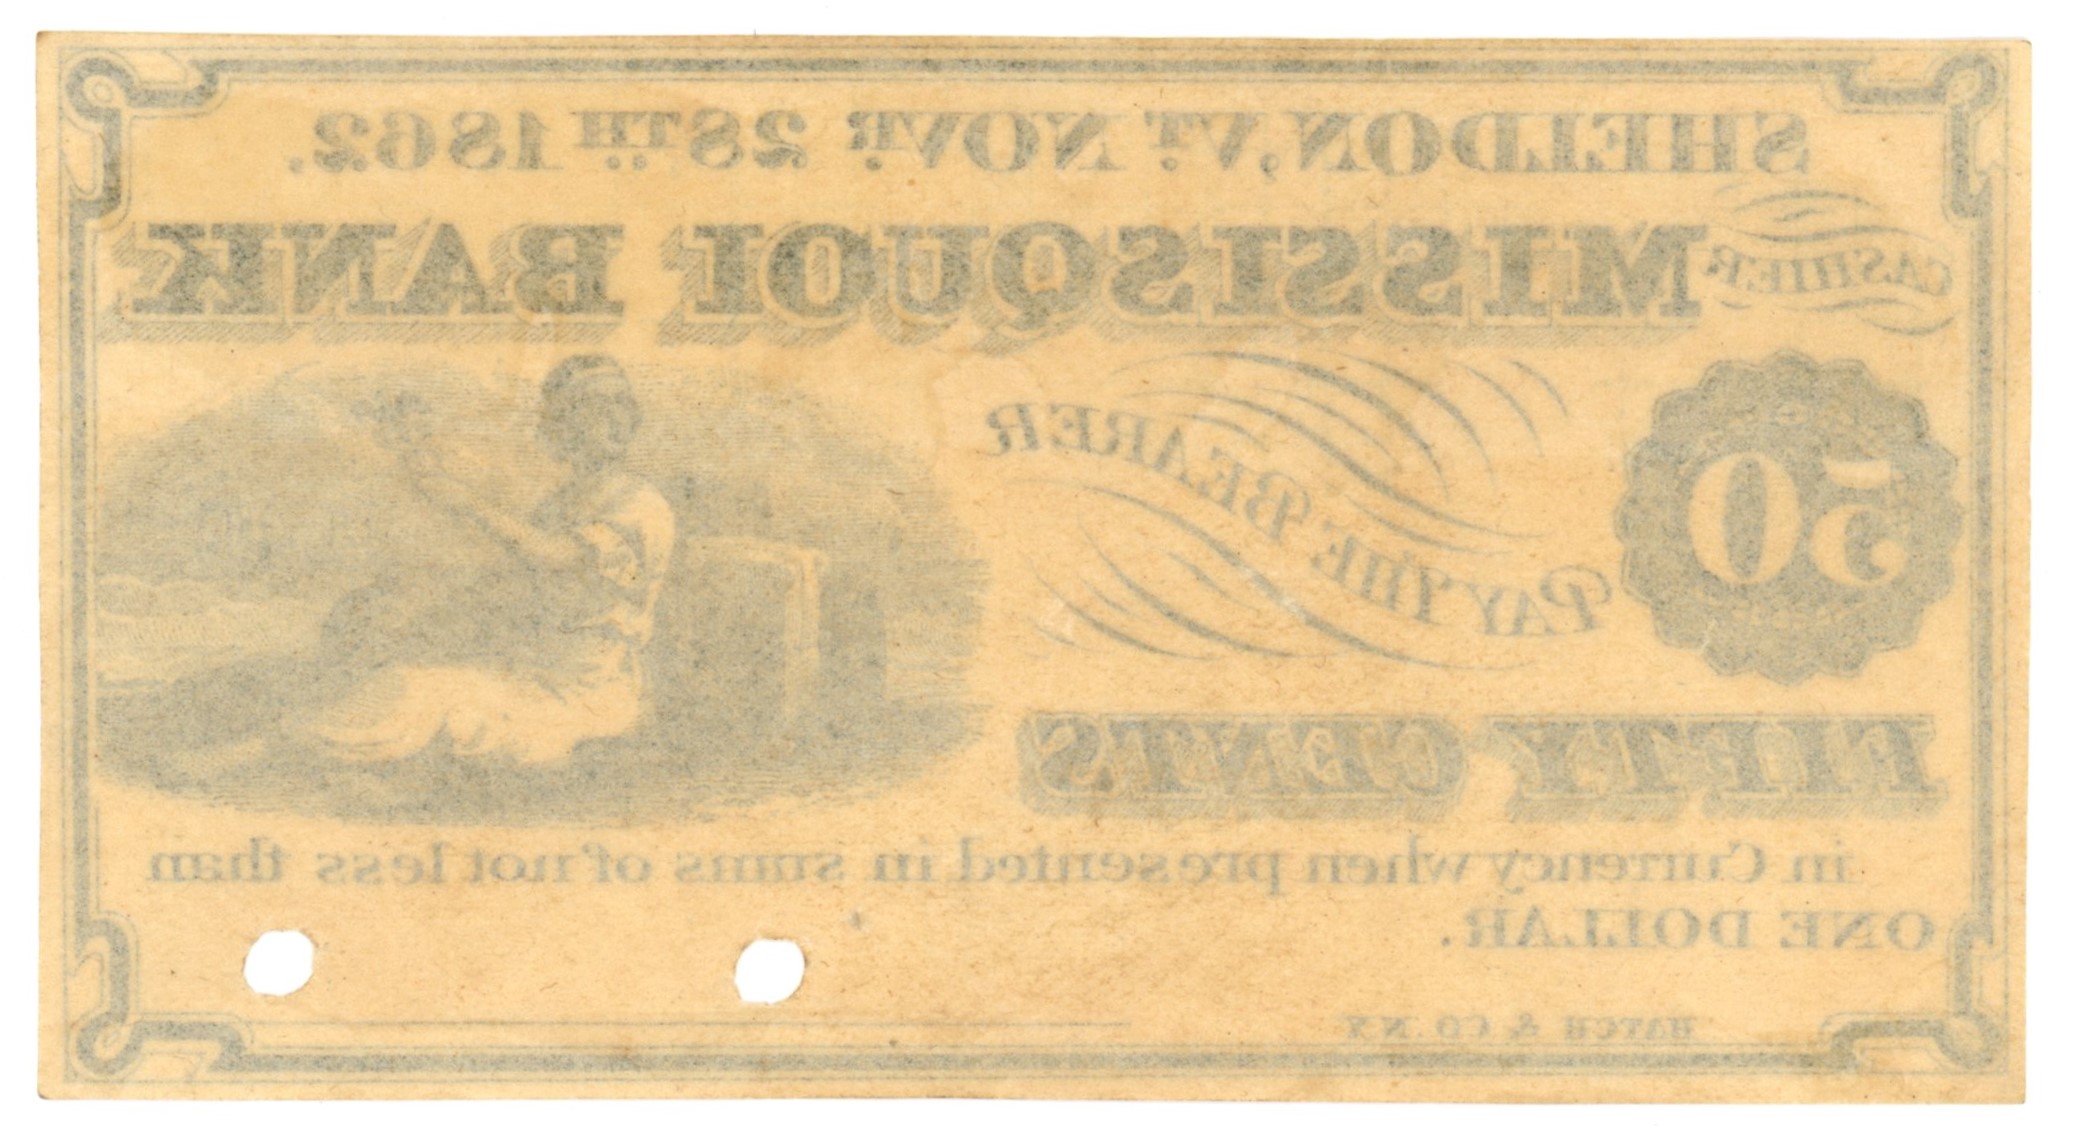 SHELDON, VT. NOVR. 28TH 1862.
CASHIER
MISSISQUOI BANK
50
PAY THE BEARER
FIFTY CENTS
in Currency when presented in sums of not less than
ONE DOLLAR.
HATCH & CO. N.Y.